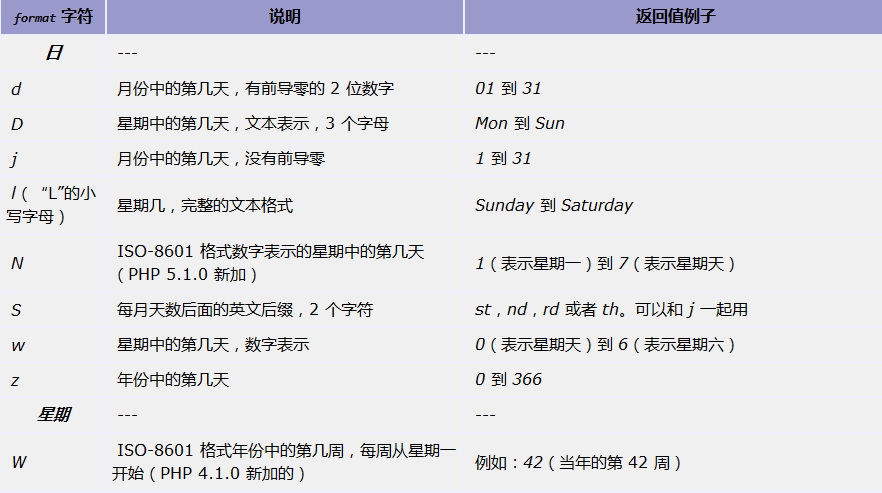 format 字符 说明 返回值例子
日 --- ---
d 月份中的第几天，有前导零的 2 位数字 01 到 31
D 星期中的第几天，文本表示，3 个字母 Mon 到 Sun
j 月份中的第几天，没有前导零 1 到 31
l（“L”的小
写字母） 星期几，完整的文本格式 Sunday 到 Saturday
N ISO-8601 格式数字表示的星期中的第几天
（PHP 5.1.0 新加） 1（表示星期一）到 7（表示星期天）
S 每月天数后面的英文后缀，2 个字符 st，nd，rd 或者 th。可以和 j 一起用
w 星期中的第几天，数字表示 0（表示星期天）到 6（表示星期六）
z 年份中的第几天 0 到 366
星期 --- ---
W ISO-8601 格式年份中的第几周，每周从星期一
开始（PHP 4.1.0 新加的） 例如：42（当年的第 42 周）